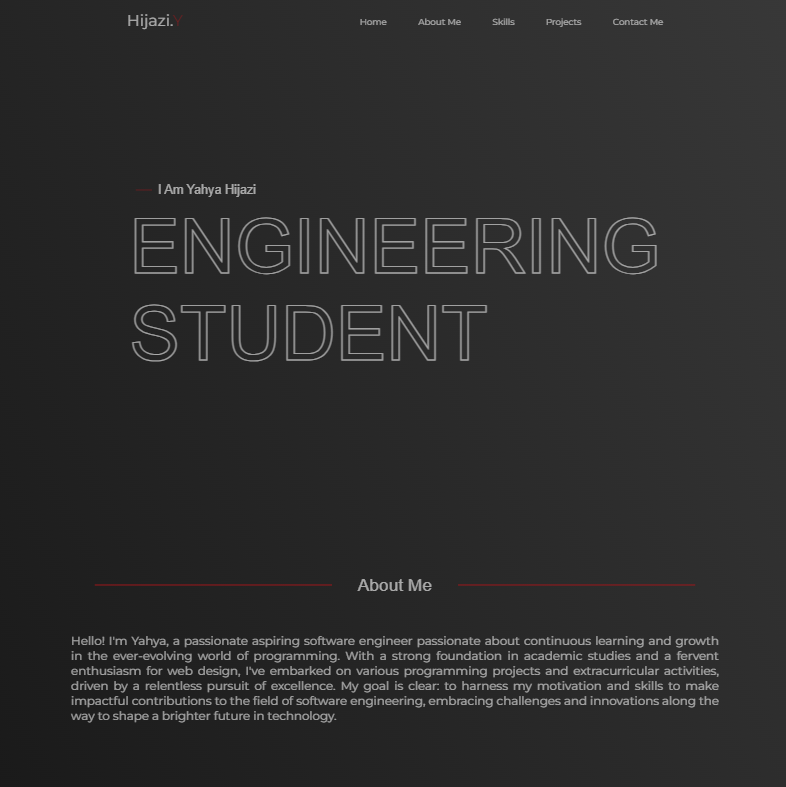 Hijazi.Y
Home About Me Skills Projects Contact Me
I Am Yahya Hijazi
ENGINEERING
STUDENT
About Me
Hello! I'm Yahya, a passionate aspiring software engineer passionate about continuous learning and growth
in the ever-evolving world of programming. With a strong foundation in academic studies and a fervent
enthusiasm for web design, I've embarked on various programming projects and extracurricular activities,
driven by a relentless pursuit of excellence. My goal is clear: to harness my motivation and skills to make
impactful contributions to the field of software engineering, embracing challenges and innovations along the
way to shape a brighter future in technology.